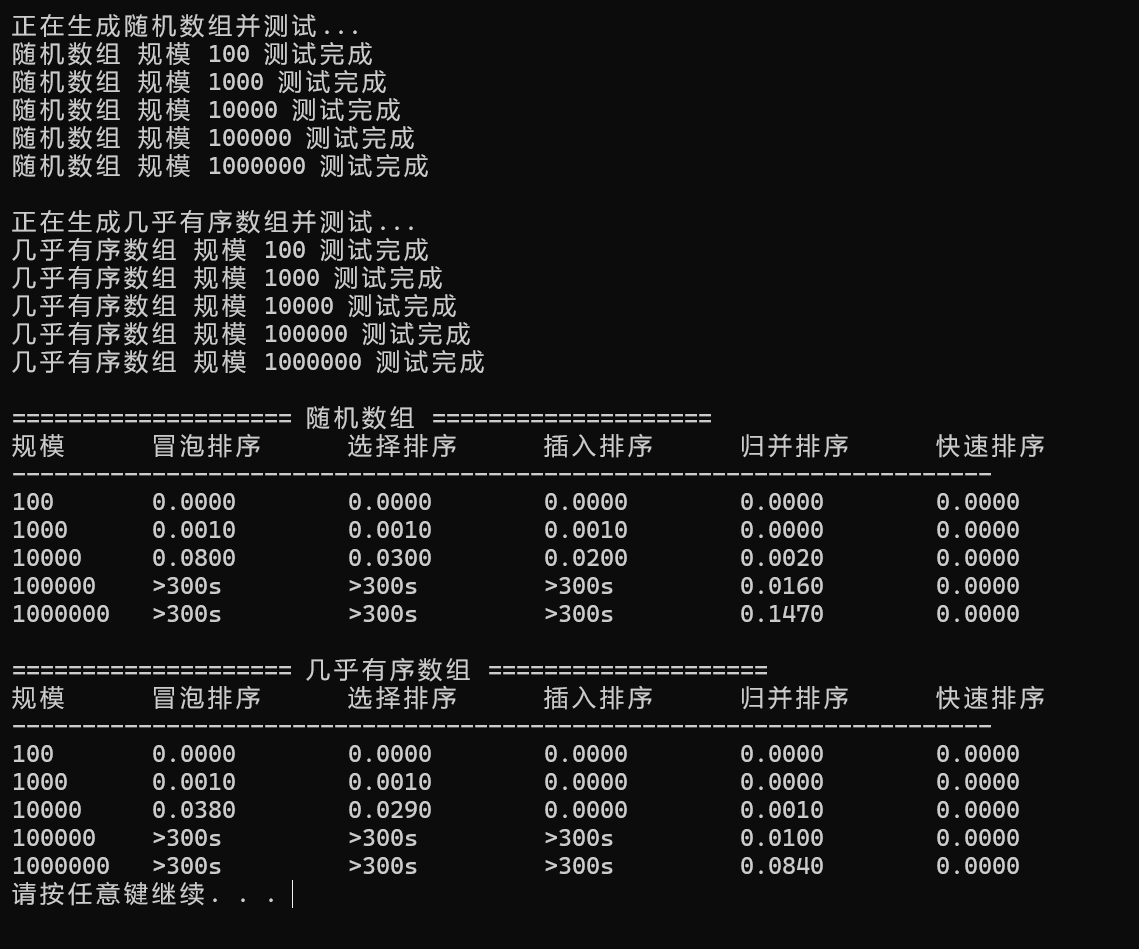 正在生成随机数组并测试...
随机数组 规模 100 测试完成
随机数组 规模 1000 测试完成
随机数组 规模 10000 测试完成
随机数组 规模 100000 测试完成
随机数组 规模 1000000 测试完成
正在生成几乎有序数组并测试...
几乎有序数组 规模 100 测试完成
几乎有序数组 规模 1000 测试完成
几乎有序数组 规模 10000 测试完成
几乎有序数组 规模 100000 测试完成
几乎有序数组 规模 1000000 测试完成
==================== 随机数组 ====================
规模 冒泡排序 选择排序 插入排序 归并排序 快速排序
----------------------------------------------------------------------
100 0.0000 0.0000 0.0000 0.0000 0.0000
1000 0.0010 0.0010 0.0010 0.0000 0.0000
10000 0.0800 0.0300 0.0200 0.0020 0.0000
100000 >300s >300s >300s 0.0160 0.0000
1000000 >300s >300s >300s 0.1470 0.0000
==================== 几乎有序数组 ====================
规模 冒泡排序 选择排序 插入排序 归并排序 快速排序
----------------------------------------------------------------------
100 0.0000 0.0000 0.0000 0.0000 0.0000
1000 0.0010 0.0010 0.0000 0.0000 0.0000
10000 0.0380 0.0290 0.0000 0.0010 0.0000
100000 >300s >300s >300s 0.0100 0.0000
1000000 >300s >300s >300s 0.0840 0.0000
请按任意键继续. . .